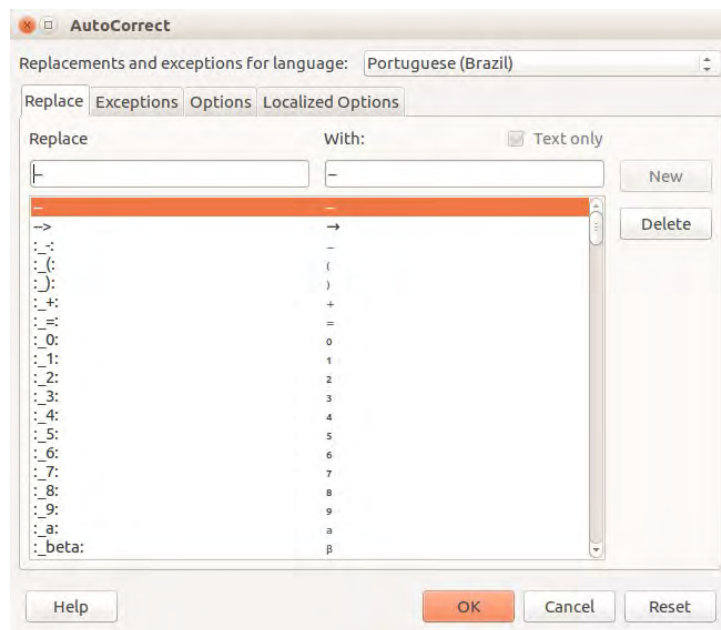 AutoCorrect
Replacements and exceptions for language: Portuguese (Brazil)
Replace Exceptions Options Localized Options
Replace With: Text only
– – New
– –
Delete
–> →
:_-: ₋
:_(: ₍
:_): ₎
:_+: ₊
:_=: ₌
:_0: ₀
:_1: ₁
:_2: ₂
:_3: ₃
:_4: ₄
:_5: ₅
:_6: ₆
:_7: ₇
:_8: ₈
:_9: ₉
:_a: ₐ
:_beta: ᵦ
Help OK Cancel Reset